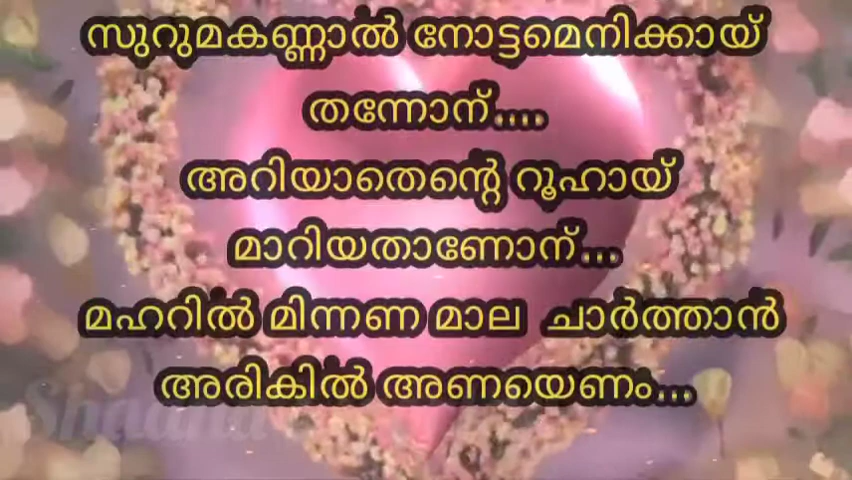 സുറുമകണ്ണാൽ നോട്ടമെനിക്കായ്
തന്നോന്....
അറിയാതെന്റെ റൂഹായ്
മാറിയതാണോന്...
മഹറിൽ മിന്നണ മാല ചാർത്താൻ
അരികിൽ അണയെണം...